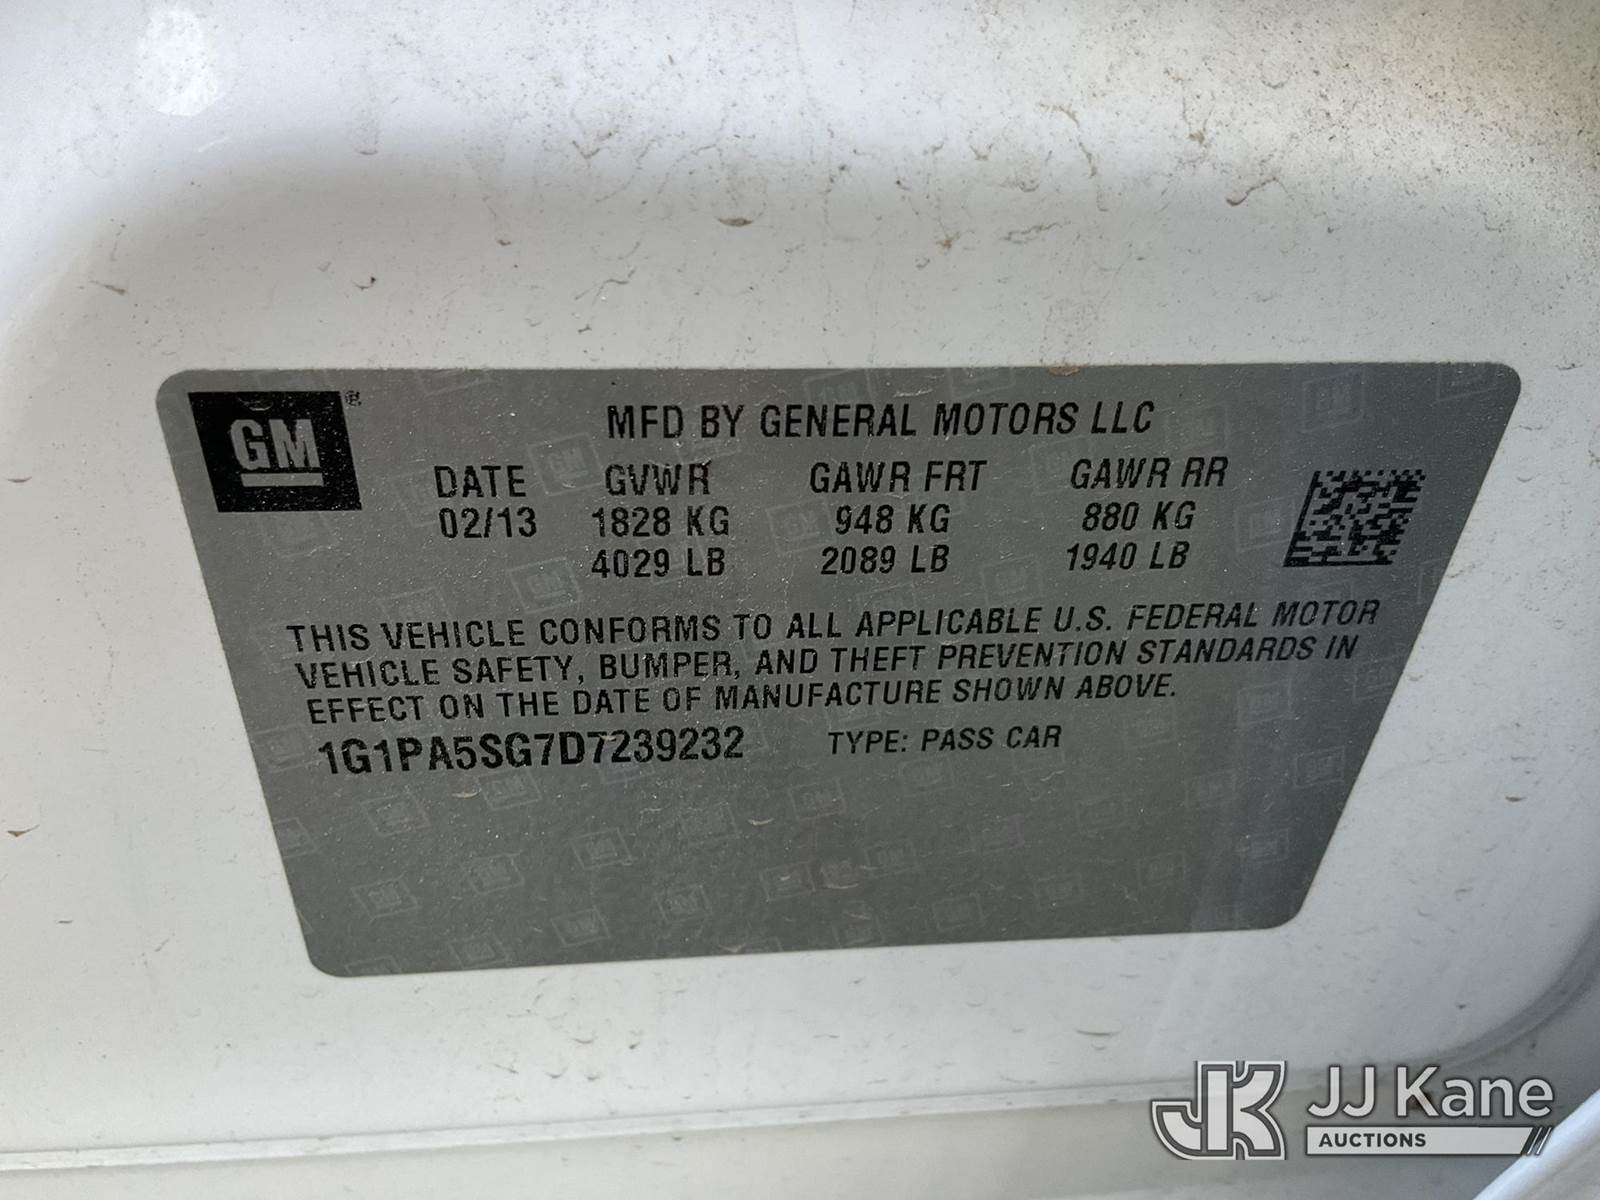 GM®
MFD BY GENERAL MOTORS LLC
DATE GVWR GAWR FRT GAWR RR
02/13 1828 KG 948 KG 880 KG
4029 LB 2089 LB 1940 LB
THIS VEHICLE CONFORMS TO ALL APPLICABLE U.S. FEDERAL MOTOR
VEHICLE SAFETY, BUMPER, AND THEFT PREVENTION STANDARDS IN
EFFECT ON THE DATE OF MANUFACTURE SHOWN ABOVE.
1G1PA5SG7D7239232 TYPE: PASS CAR
JK JJ Kane
AUCTIONS